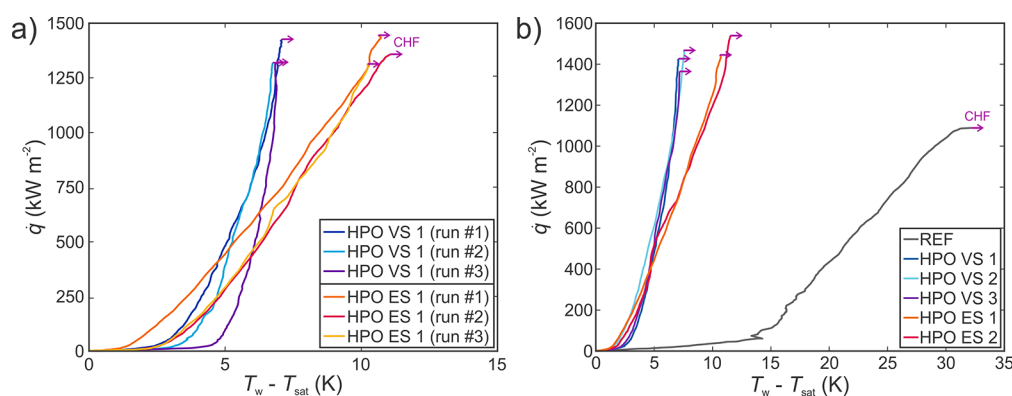 a)
q̇ (kW m⁻²)
1500
1250
1000
750
500
250
0
0
5
10
15
T_w - T_sat (K)
CHF
HPO VS 1 (run #1)
HPO VS 1 (run #2)
HPO VS 1 (run #3)
HPO ES 1 (run #1)
HPO ES 1 (run #2)
HPO ES 1 (run #3)
b)
q̇ (kW m⁻²)
1600
1400
1200
1000
800
600
400
200
0
0
5
10
15
20
25
30
35
T_w - T_sat (K)
CHF
REF
HPO VS 1
HPO VS 2
HPO VS 3
HPO ES 1
HPO ES 2